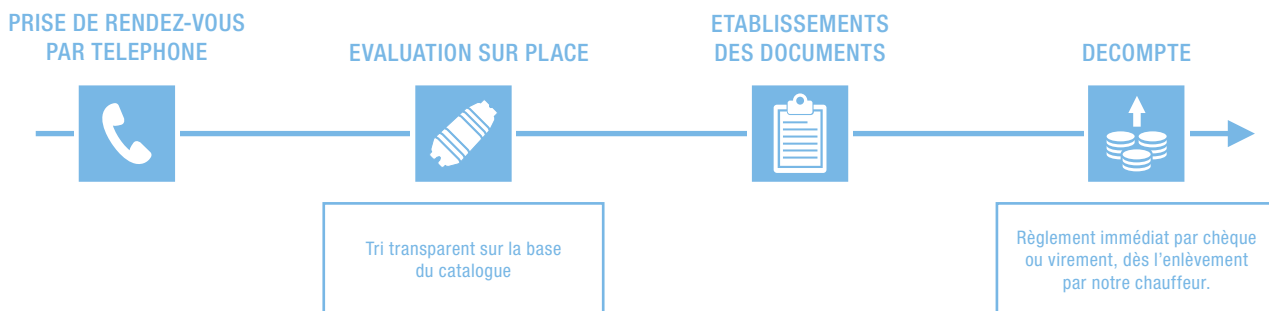 PRISE DE RENDEZ-VOUS
PAR TELEPHONE
EVALUATION SUR PLACE
ETABLISSEMENTS
DES DOCUMENTS
DECOMPTE
Tri transparent sur la base
du catalogue
Règlement immédiat par chèque
ou virement, dès l’enlèvement
par notre chauffeur.